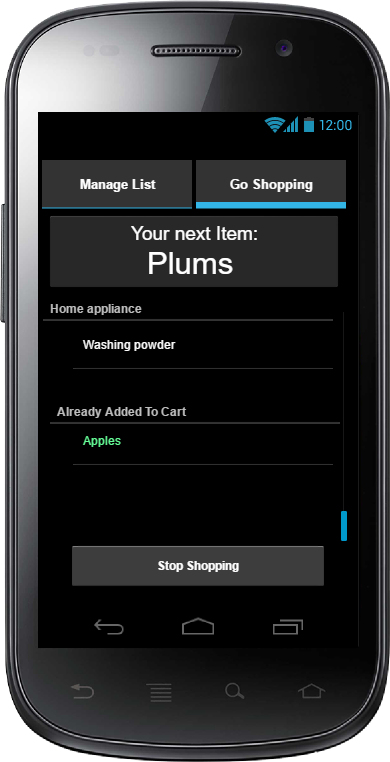 12:00
Manage List
Go Shopping
Your next Item:
Plums
Home appliance
Washing powder
Already Added To Cart
Apples
Stop Shopping